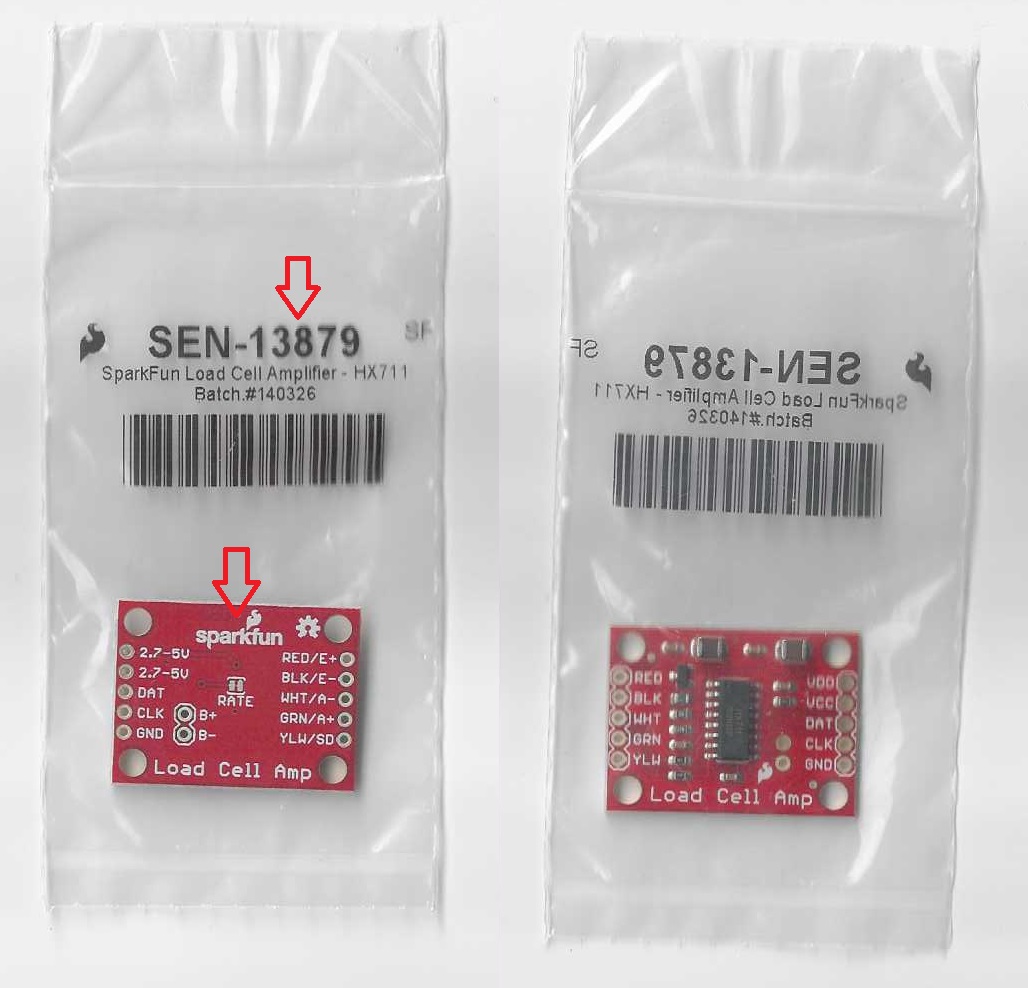 SEN-13879
SF
SparkFun Load Cell Amplifier - HX711
Batch.#140326
sparkfun
2.7-5V
RED/E+
2.7-5V
BLK/E-
DAT
RATE
WHT/A-
CLK
B+
GRN/A+
GND
B-
YLW/SD
Load Cell Amp
SF
SEN-13879
SparkFun Load Cell Amplifier - HX711
Batch.#140326
RED
VDD
BLK
VCC
WHT
DAT
GRN
CLK
YLW
GND
Load Cell Amp